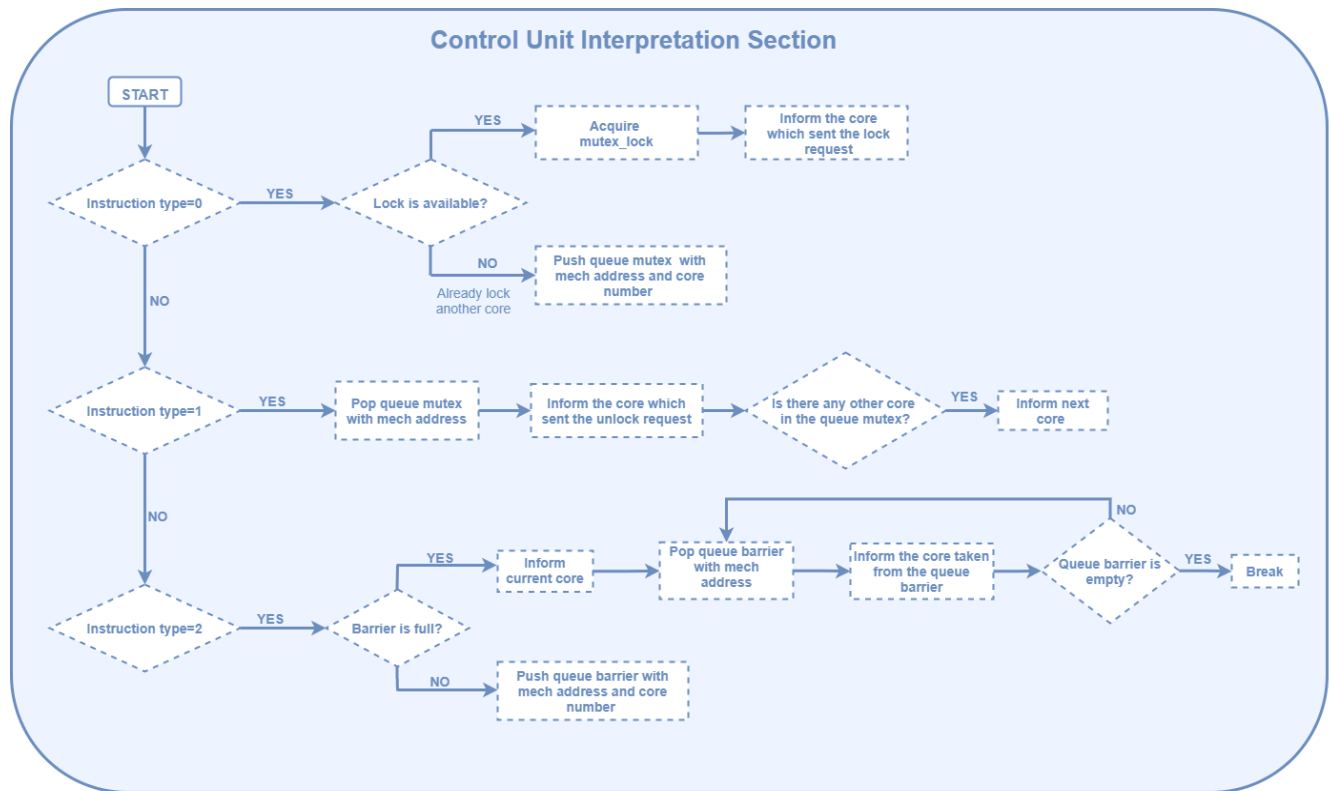 Control Unit Interpretation Section
START
Instruction type=0
YES
Lock is available?
YES
Acquire
mutex_lock
Inform the core
which sent the lock
request
NO
Already lock
another core
Push queue mutex  with
mech address and core
number
NO
Instruction type=1
YES
Pop queue mutex
with mech address
Inform the core which
sent the unlock request
Is there any other core
in the queue mutex?
YES
Inform next
core
NO
Instruction type=2
YES
Barrier is full?
YES
Inform
current core
Pop queue barrier
with mech
address
Inform the core taken
from the queue
barrier
Queue barrier is
empty?
NO
YES
Break
NO
Push queue barrier with
mech address and core
number